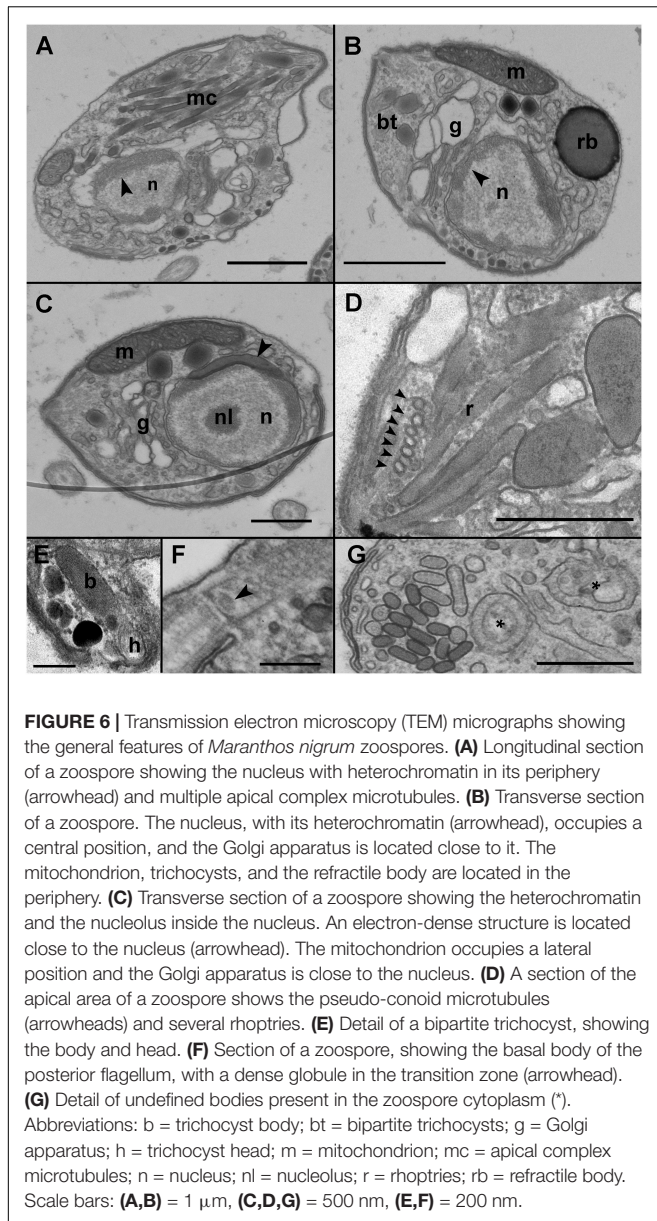 A
mc
n
B
m
bt
g
rb
n
C
m
g
nl
n
D
r
E
b
h
F
G
*
*
FIGURE 6 | Transmission electron microscopy (TEM) micrographs showing
the general features of Maranthos nigrum zoospores. (A) Longitudinal section
of a zoospore showing the nucleus with heterochromatin in its periphery
(arrowhead) and multiple apical complex microtubules. (B) Transverse section
of a zoospore. The nucleus, with its heterochromatin (arrowhead), occupies a
central position, and the Golgi apparatus is located close to it. The
mitochondrion, trichocysts, and the refractile body are located in the
periphery. (C) Transverse section of a zoospore showing the heterochromatin
and the nucleolus inside the nucleus. An electron-dense structure is located
close to the nucleus (arrowhead). The mitochondrion occupies a lateral
position and the Golgi apparatus is close to the nucleus. (D) A section of the
apical area of a zoospore shows the pseudo-conoid microtubules
(arrowheads) and several rhoptries. (E) Detail of a bipartite trichocyst, showing
the body and head. (F) Section of a zoospore, showing the basal body of the
posterior flagellum, with a dense globule in the transition zone (arrowhead).
(G) Detail of undefined bodies present in the zoospore cytoplasm (*).
Abbreviations: b = trichocyst body; bt = bipartite trichocysts; g = Golgi
apparatus; h = trichocyst head; m = mitochondrion; mc = apical complex
microtubules; n = nucleus; nl = nucleolus; r = rhoptries; rb = refractile body.
Scale bars: (A,B) = 1 μm, (C,D,G) = 500 nm, (E,F) = 200 nm.